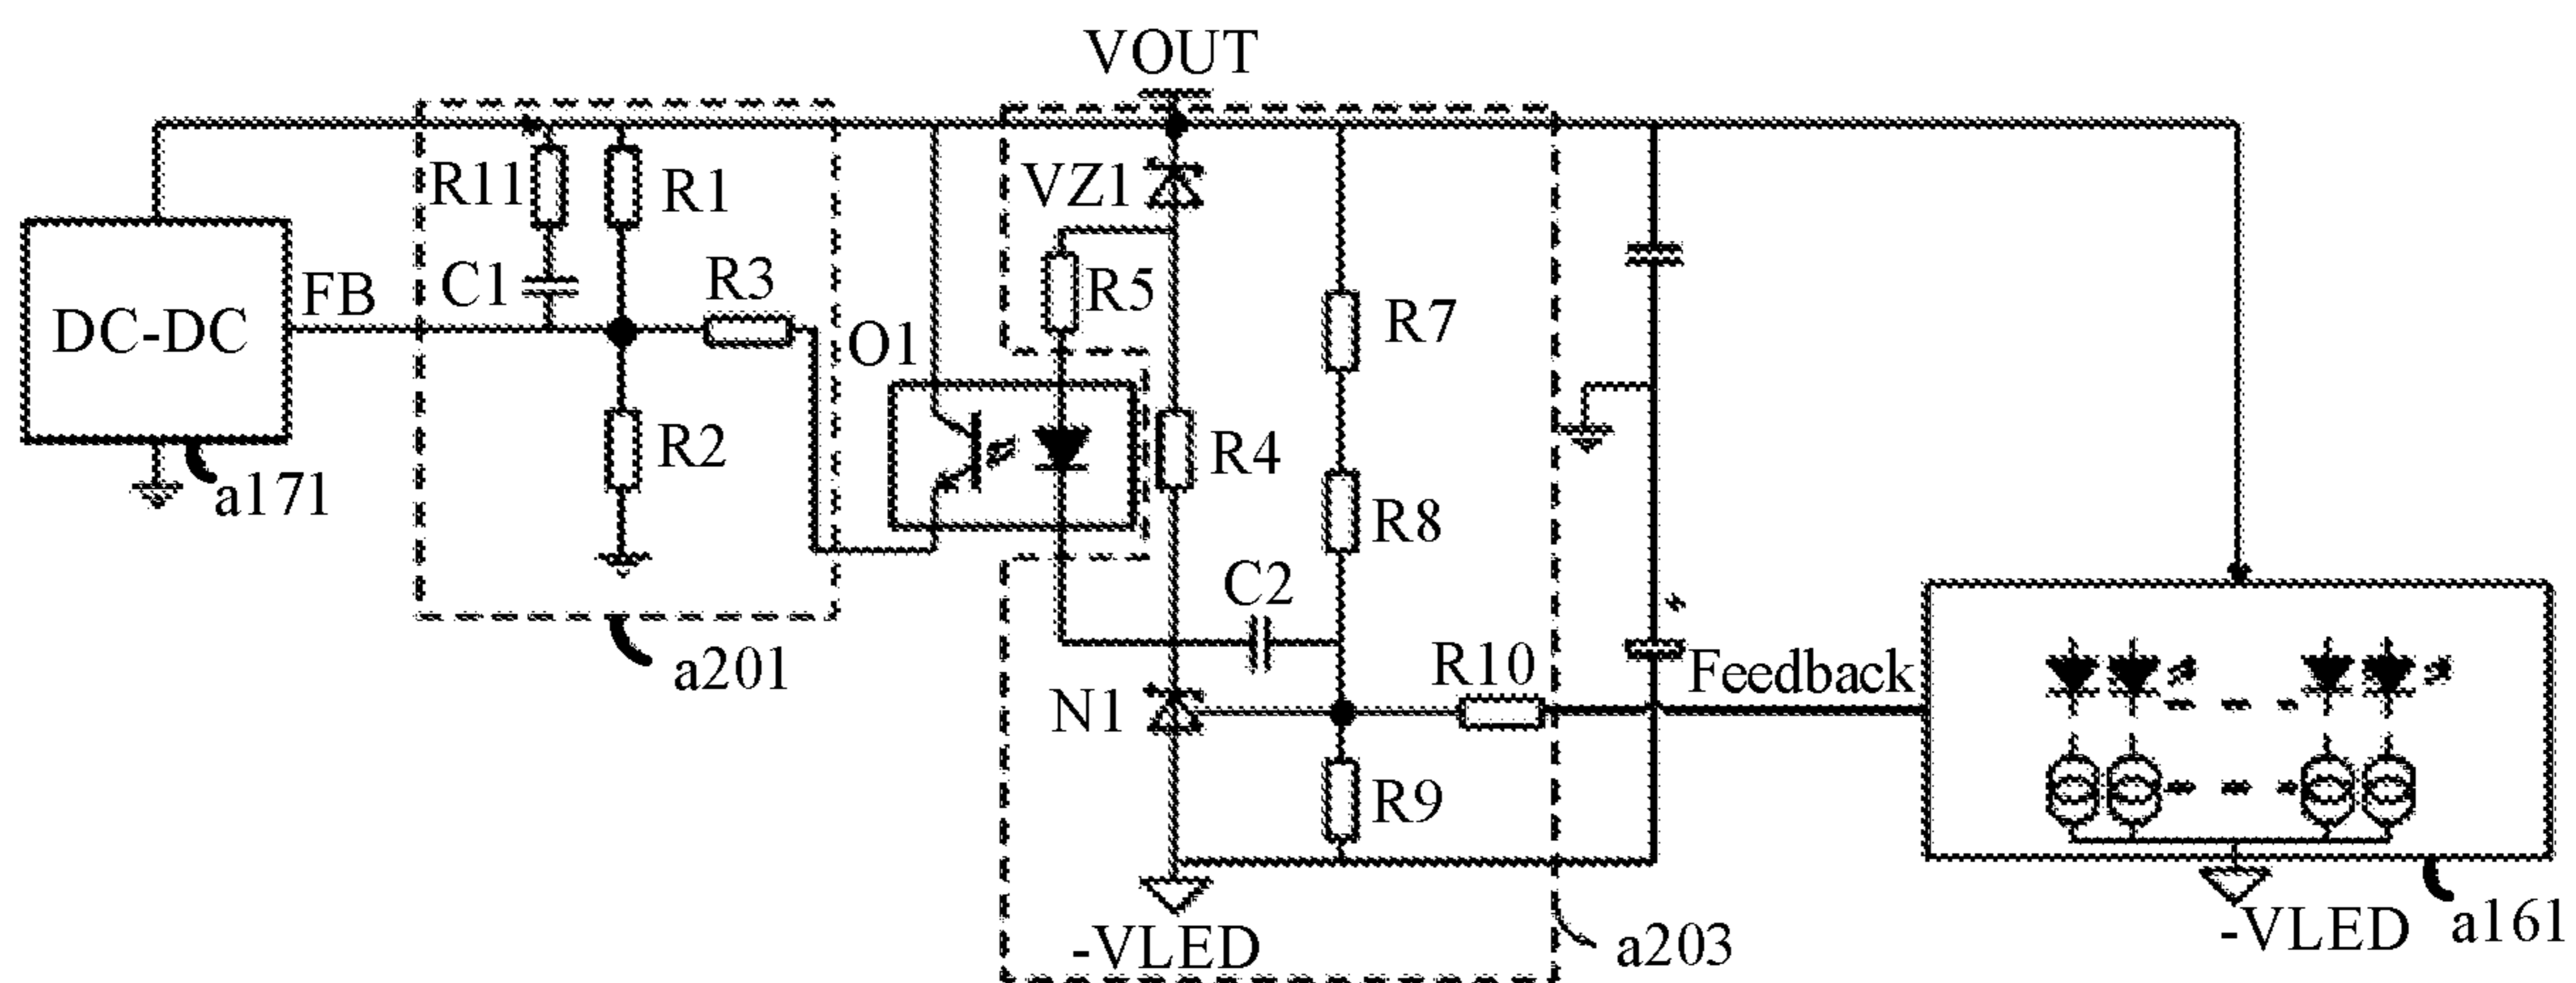 VOUT
R11
R1
VZ1
FB
C1
R3
R5
R7
DC-DC
O1
R2
R4
R8
a171
C2
a201
R10
Feedback
N1
R9
-VLED
a203
-VLED
a161